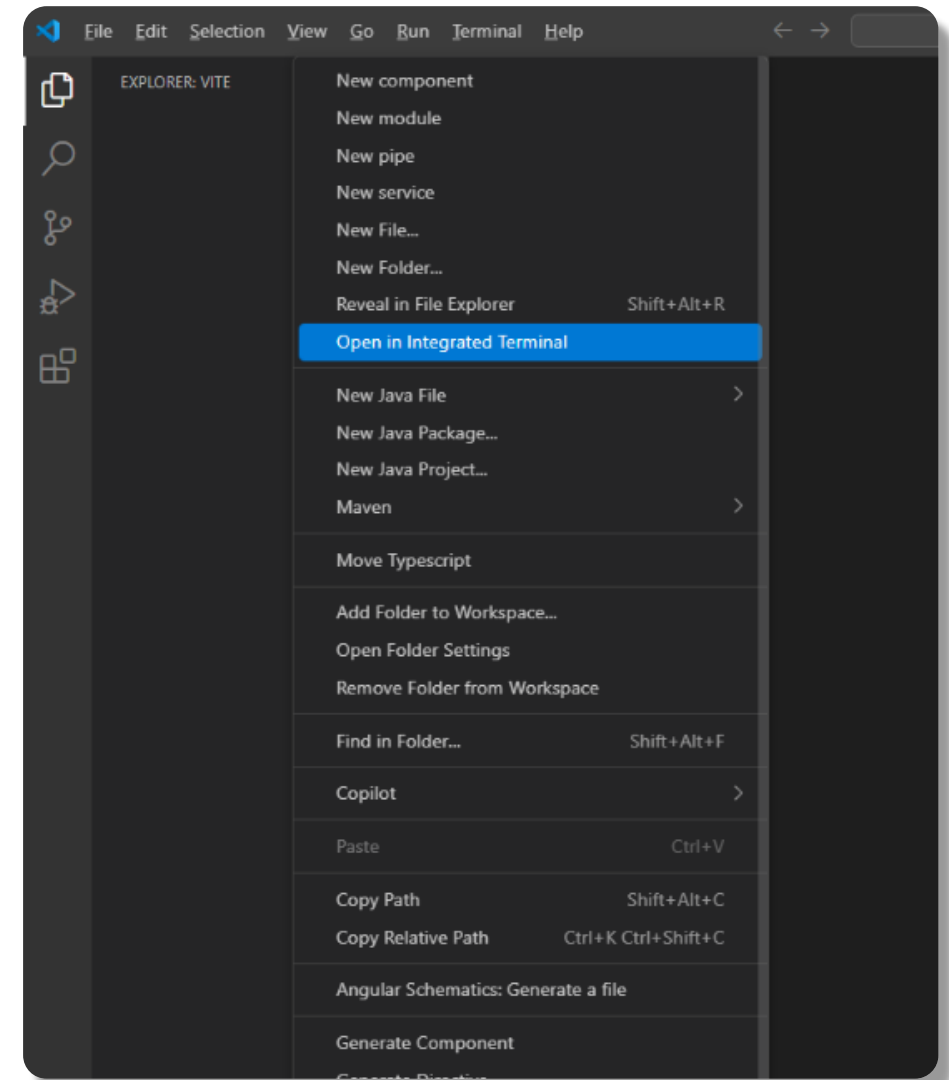 File Edit Selection View Go Run Terminal Help
EXPLORER: VITE
New component
New module
New pipe
New service
New File...
New Folder...
Reveal in File Explorer Shift+Alt+R
Open in Integrated Terminal
New Java File
New Java Package...
New Java Project...
Maven
Move Typescript
Add Folder to Workspace...
Open Folder Settings
Remove Folder from Workspace
Find in Folder... Shift+Alt+F
Copilot
Paste Ctrl+V
Copy Path Shift+Alt+C
Copy Relative Path Ctrl+K Ctrl+Shift+C
Angular Schematics: Generate a file
Generate Component
Generate Directive